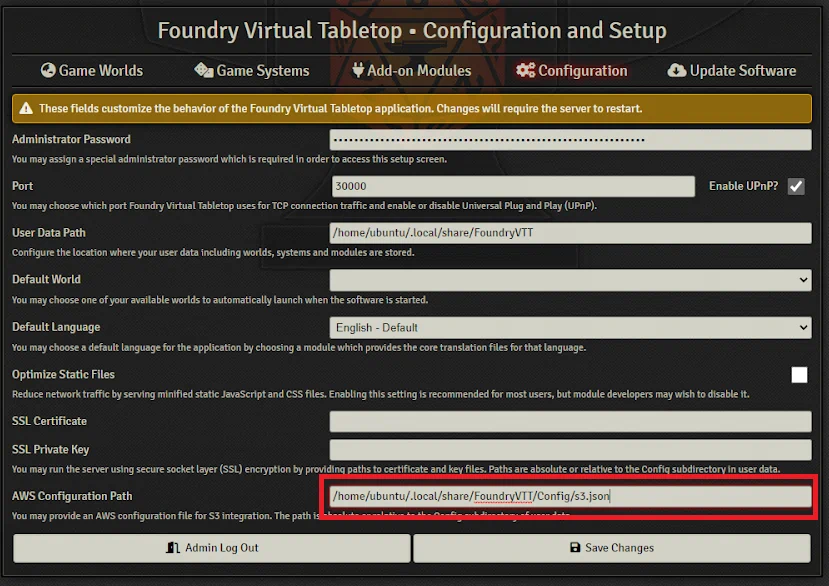 Foundry Virtual Tabletop • Configuration and Setup
Game Worlds Game Systems Add-on Modules Configuration Update Software
These fields customize the behavior of the Foundry Virtual Tabletop application. Changes will require the server to restart.
Administrator Password ••••••••••••••••••••••••••••••••••••••••••••••••••••••••••••••••
You may assign a special administrator password which is required in order to access this setup screen.
Port 30000 Enable UPnP?
You may choose which port Foundry Virtual Tabletop uses for TCP connection traffic and enable or disable Universal Plug and Play (UPnP).
User Data Path /home/ubuntu/.local/share/FoundryVTT
Configure the location where your user data including worlds, systems and modules are stored.
Default World
You may choose one of your available worlds to automatically launch when the software is started.
Default Language English - Default
You may choose a default language for the application by choosing a module which provides the core translation files for that language.
Optimize Static Files
Reduce network traffic by serving minified static JavaScript and CSS files. Enabling this setting is recommended for most users, but module developers may wish to disable it.
SSL Certificate
SSL Private Key
You may run the server using secure socket layer (SSL) encryption by providing paths to certificate and key files. Paths are absolute or relative to the Config subdirectory in user data.
AWS Configuration Path /home/ubuntu/.local/share/FoundryVTT/Config/s3.json
You may provide an AWS configuration file for S3 integration. The path is absolute or relative to the Config subdirectory of user data.
Admin Log Out Save Changes